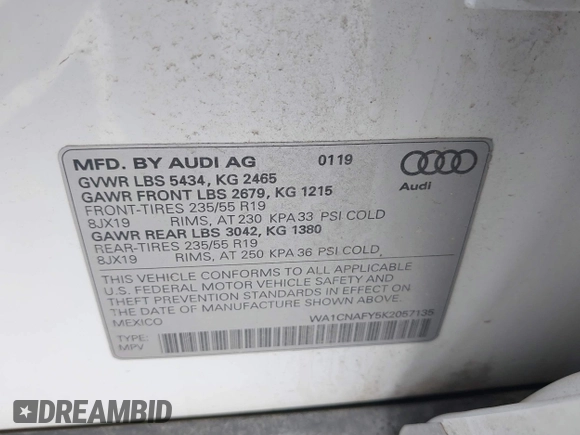 MFD. BY AUDI AG 0119
Audi
GVWR LBS 5434, KG 2465
GAWR FRONT LBS 2679, KG 1215
FRONT-TIRES 235/55 R19
8JX19 RIMS, AT 230 KPA 33 PSI COLD
GAWR REAR LBS 3042, KG 1380
REAR-TIRES 235/55 R19
8JX19 RIMS, AT 250 KPA 36 PSI COLD
THIS VEHICLE CONFORMS TO ALL APPLICABLE
U.S. FEDERAL MOTOR VEHICLE SAFETY AND
THEFT PREVENTION STANDARDS IN EFFECT ON
THE DATE OF MANUFACTURE SHOWN ABOVE.
MEXICO WA1CNAFY5K2057135
TYPE:
MPV
DREAMBID